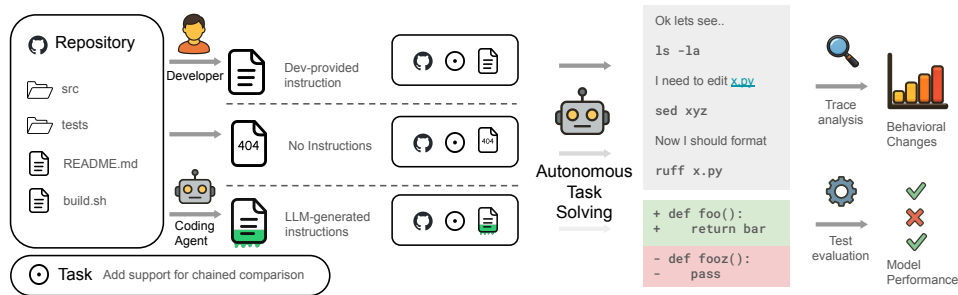 Repository
src
tests
README.md
build.sh
Task Add support for chained comparison
Developer
Coding
Agent
Dev-provided
instruction
404
No Instructions
404
LLM-generated
instructions
Autonomous
Task
Solving
Ok lets see..
ls -la
I need to edit x.py
sed xyz
Now I should format
ruff x.py
+ def foo():
+ return bar
- def fooz():
- pass
Trace
analysis
Behavioral
Changes
Test
evaluation
Model
Performance